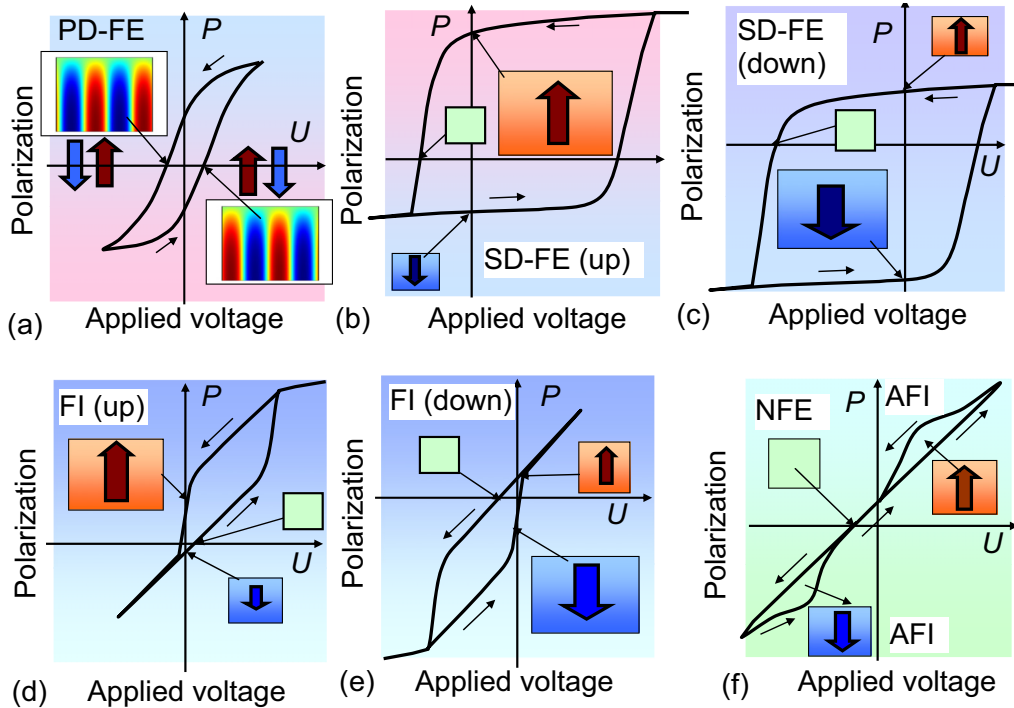 PD-FE
P
U
Polarization
Applied voltage
(a)
P
U
Polarization
SD-FE (up)
Applied voltage
(b)
SD-FE
(down)
P
U
Polarization
Applied voltage
(c)
FI (up)
P
U
Polarization
Applied voltage
(d)
FI (down)
P
U
Polarization
Applied voltage
(e)
NFE
P
AFI
U
Polarization
AFI
Applied voltage
(f)